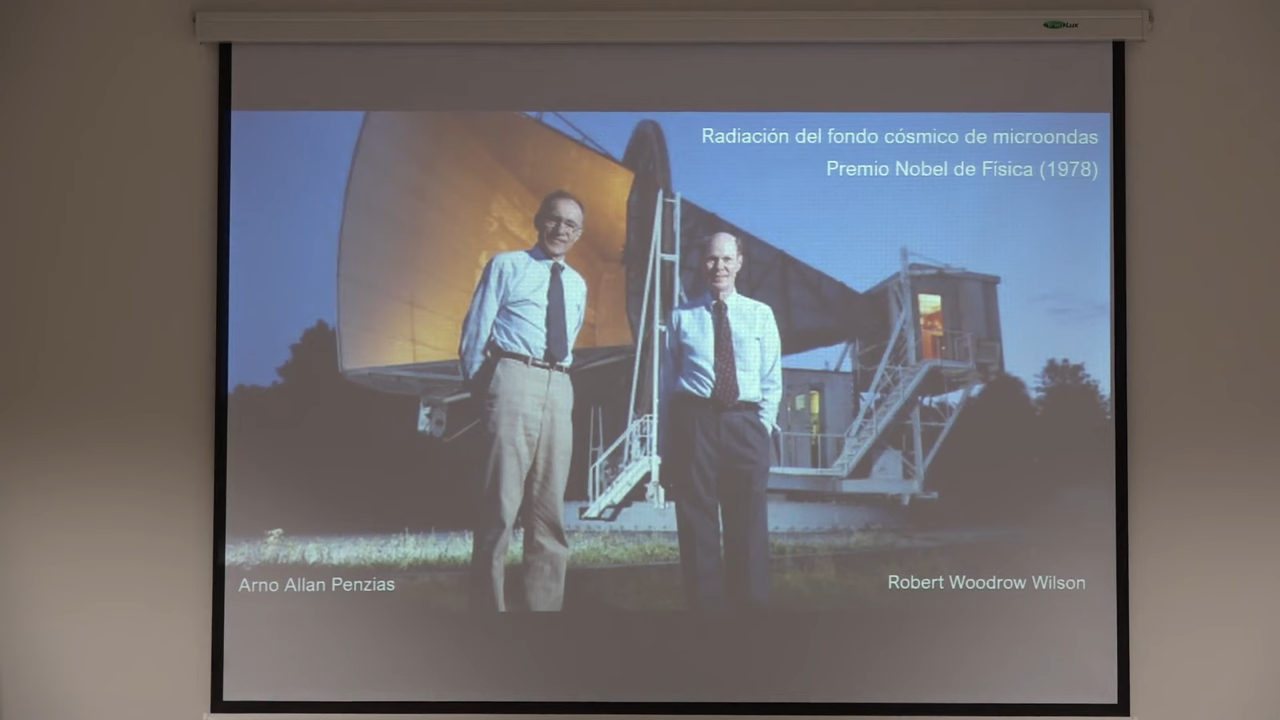 Radiación del fondo cósmico de microondas
Premio Nobel de Física (1978)
Arno Allan Penzias
Robert Woodrow Wilson